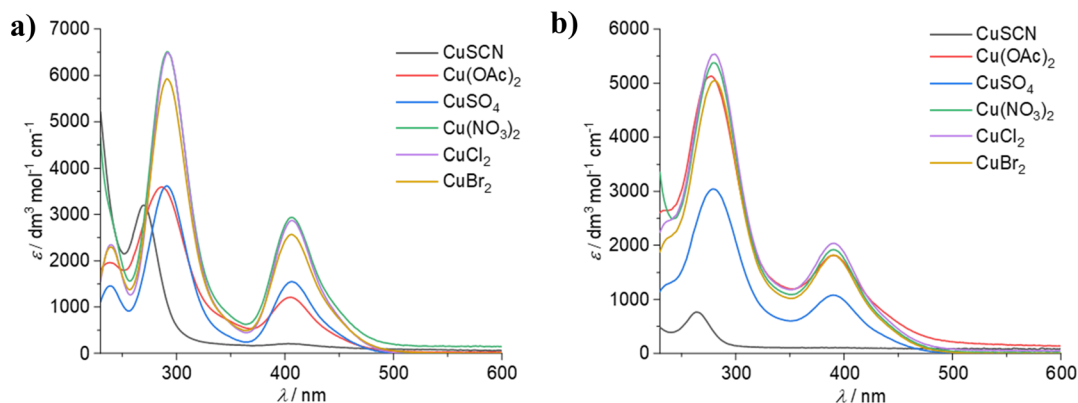 a)
7000
6000
5000
4000
3000
2000
1000
0
ε / dm³ mol⁻¹ cm⁻¹
300
400
500
600
λ / nm
CuSCN
Cu(OAc)₂
CuSO₄
Cu(NO₃)₂
CuCl₂
CuBr₂
b)
6000
5000
4000
3000
2000
1000
0
ε / dm³ mol⁻¹ cm⁻¹
300
400
500
600
λ / nm
CuSCN
Cu(OAc)₂
CuSO₄
Cu(NO₃)₂
CuCl₂
CuBr₂